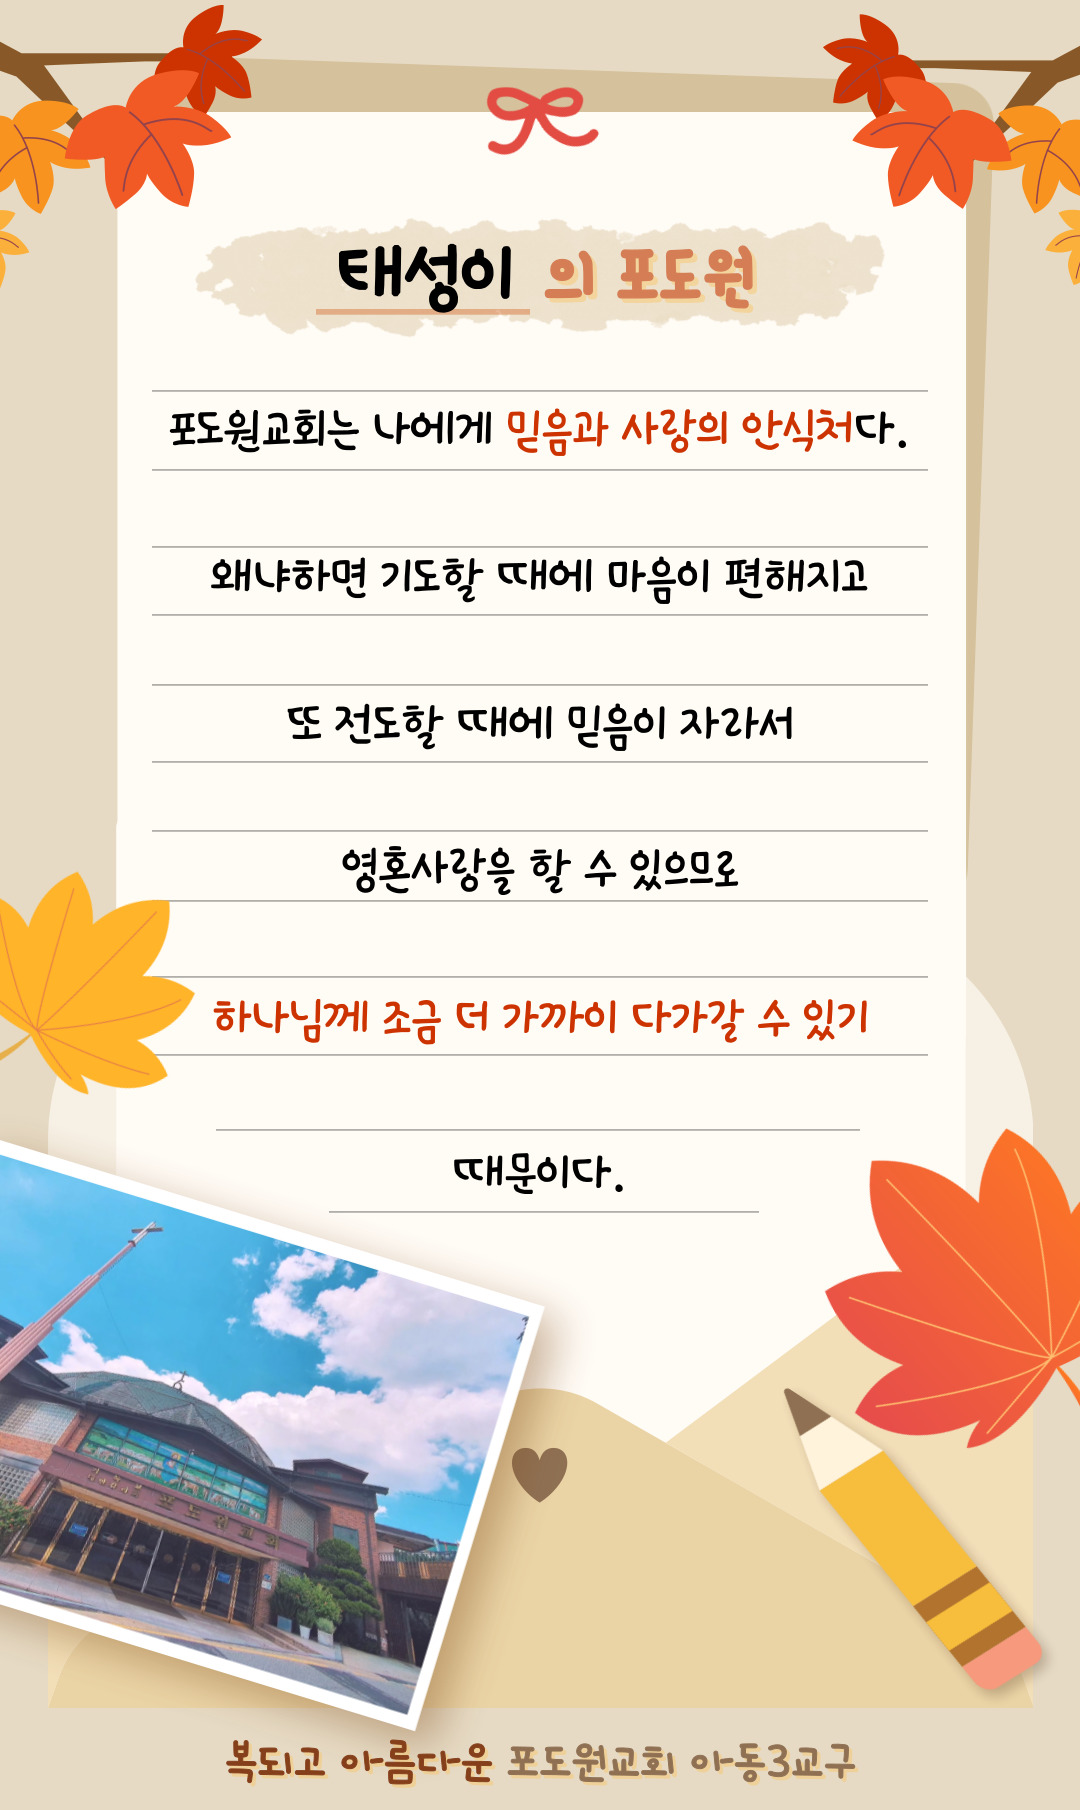 태성이 의 포도원
포도원교회는 나에게 믿음과 사랑의 안식처다.
왜냐하면 기도할 때에 마음이 편해지고
또 전도할 때에 믿음이 자라서
영혼사랑을 할 수 있으므로
하나님께 조금 더 가까이 다가갈 수 있기
때문이다.
포도원교회
복되고 아름다운 포도원교회 아동3교구